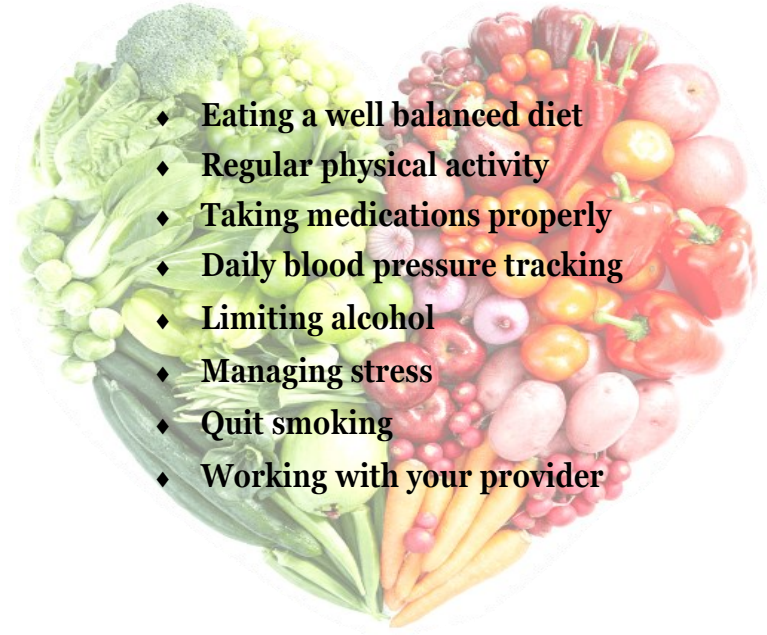 ♦ Eating a well balanced diet
♦ Regular physical activity
♦ Taking medications properly
♦ Daily blood pressure tracking
♦ Limiting alcohol
♦ Managing stress
♦ Quit smoking
♦ Working with your provider